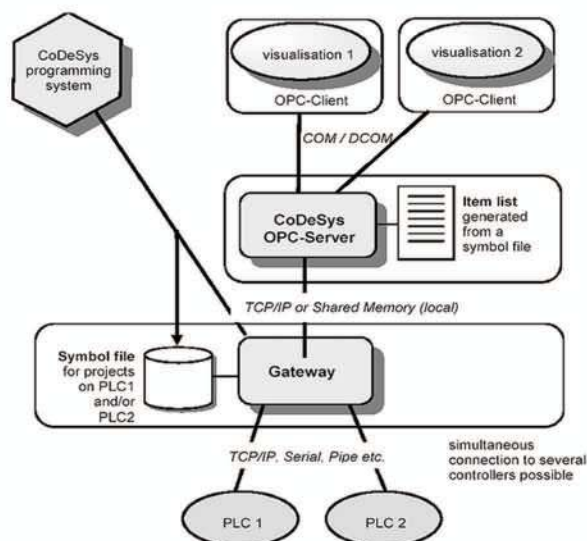 CoDeSys
programming
system
visualisation 1
OPC-Client
visualisation 2
OPC-Client
COM / DCOM
CoDeSys
OPC-Server
Item list
generated
from a
symbol file
TCP/IP or Shared Memory (local)
Symbol file
for projects
on PLC1
and/or
PLC2
Gateway
TCP/IP, Serial, Pipe etc.
simultaneous
connection to several
controllers possible
PLC 1
PLC 2